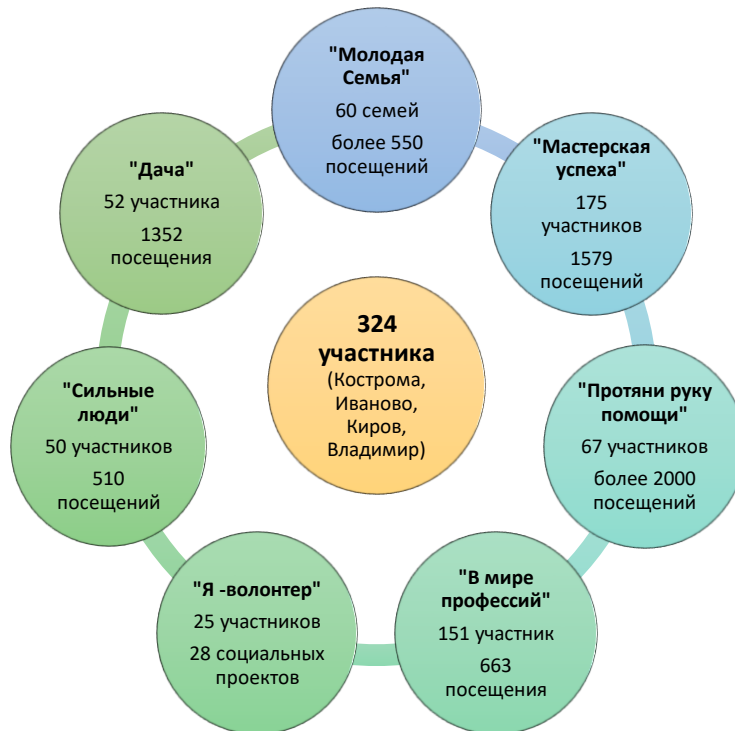 "Молодая
Семья"
60 семей
более 550
посещений
"Мастерская
успеха"
175
участников
1579
посещений
"Протяни руку
помощи"
67 участников
более 2000
посещений
"В мире
профессий"
151 участник
663
посещения
"Я -волонтер"
25 участников
28 социальных
проектов
"Сильные
люди"
50 участников
510
посещений
"Дача"
52 участника
1352
посещения
324
участника
(Кострома,
Иваново,
Киров,
Владимир)